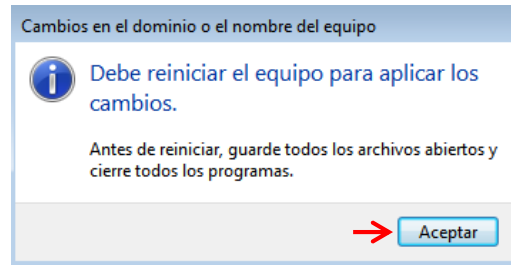 Cambios en el dominio o el nombre del equipo
Debe reiniciar el equipo para aplicar los
cambios.
Antes de reiniciar, guarde todos los archivos abiertos y
cierre todos los programas.
Aceptar